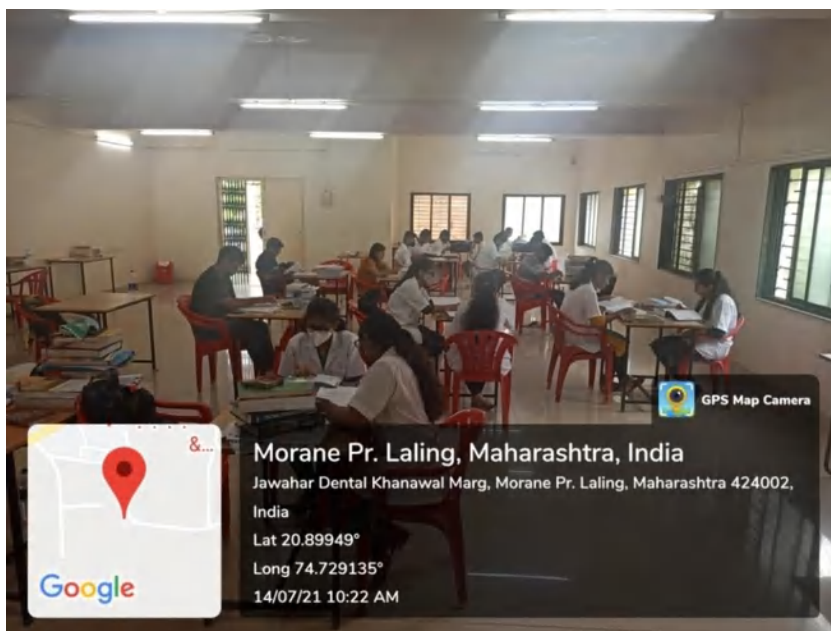 GPS Map Camera
&...
Morane Pr. Laling, Maharashtra, India
Jawahar Dental Khanawal Marg, Morane Pr. Laling, Maharashtra 424002,
India
Lat 20.89949°
Long 74.729135°
14/07/21 10:22 AM
Google